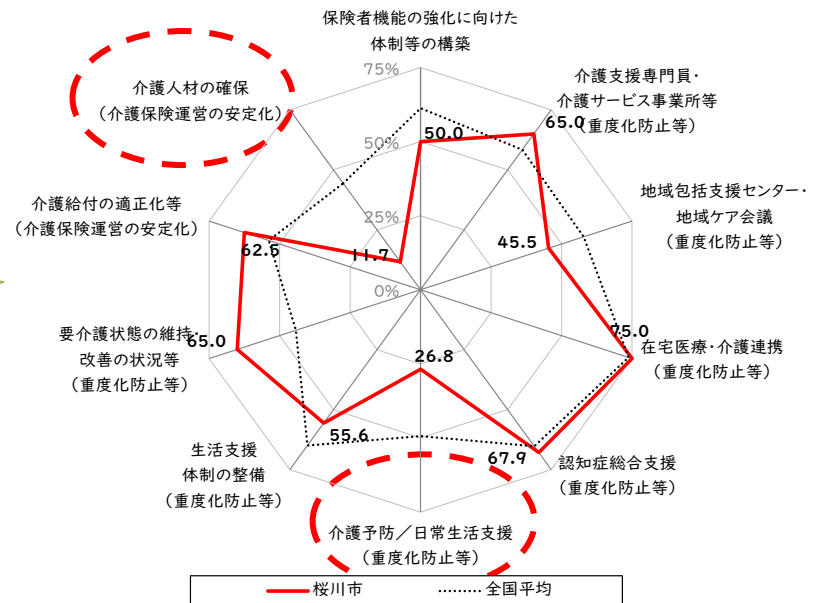 保険者機能の強化に向けた
体制等の構築
75%
介護人材の確保
（介護保険運営の安定化）
介護支援専門員・
介護サービス事業所等
（重度化防止等）
65.0
50%
50.0
介護給付の適正化等
（介護保険運営の安定化）
62.5
地域包括支援センター・
地域ケア会議
（重度化防止等）
45.5
25%
11.7
0%
要介護状態の維持・
改善の状況等
（重度化防止等）
65.0
75.0
在宅医療・介護連携
（重度化防止等）
26.8
生活支援
体制の整備
（重度化防止等）
55.6
67.9
認知症総合支援
（重度化防止等）
介護予防／日常生活支援
（重度化防止等）
桜川市
全国平均